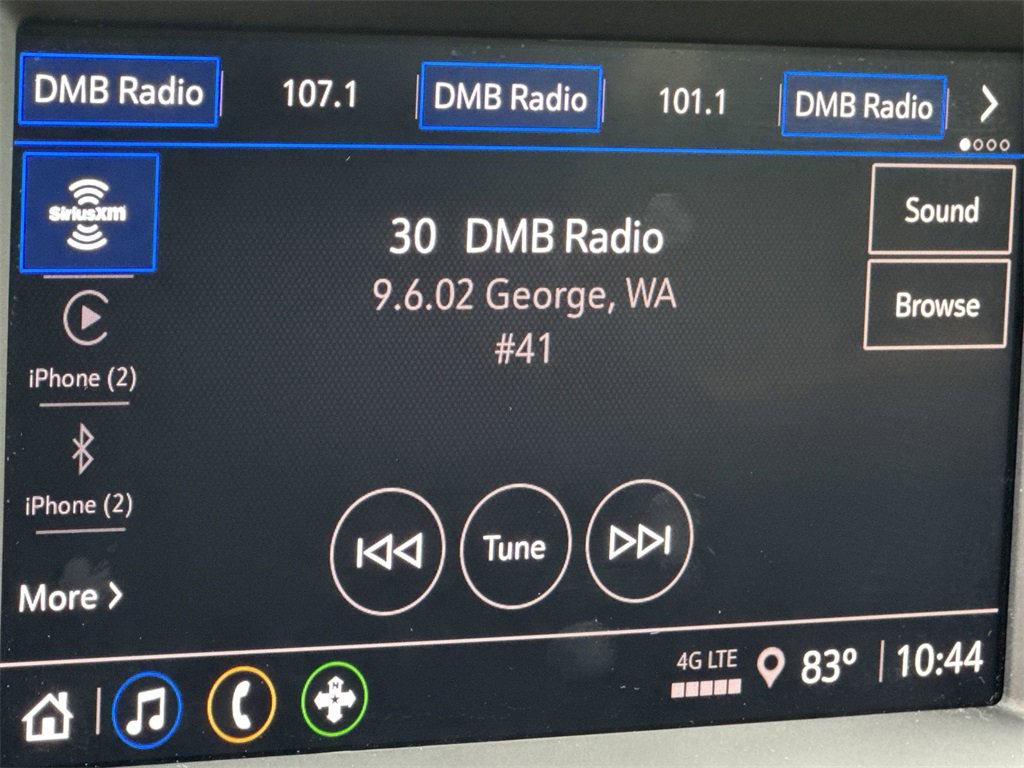 DMB Radio 107.1 DMB Radio 101.1 DMB Radio
SiriusXM
30 DMB Radio
9.6.02 George, WA
#41
Sound
Browse
iPhone (2)
iPhone (2)
Tune
More
N
4G LTE 83° 10:44